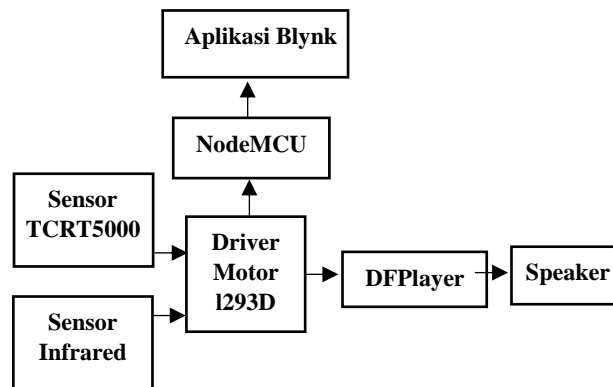 Aplikasi Blynk
NodeMCU
Sensor
TCRT5000
Driver
Motor
l293D
DFPlayer
Speaker
Sensor
Infrared